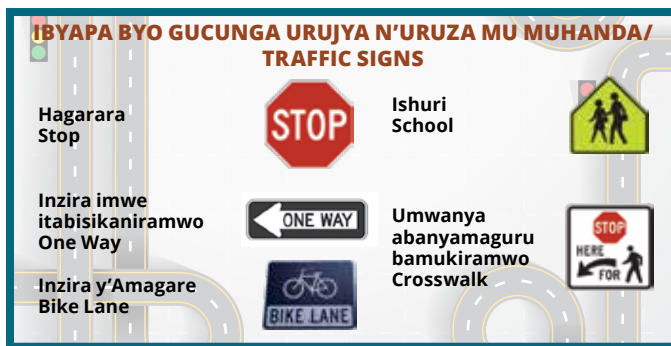 IBYAPA BYO GUCUNGA URUJYA N'URUZA MU MUHANDA/
TRAFFIC SIGNS
Hagarara
Stop
STOP
Ishuri
School
Inzira imwe
itabisikaniramwo
One Way
ONE WAY
Umwanya
abanyamaguru
bamukiramwo
Crosswalk
STOP
HERE
FOR
Inzira y'Amagare
Bike Lane
BIKE LANE